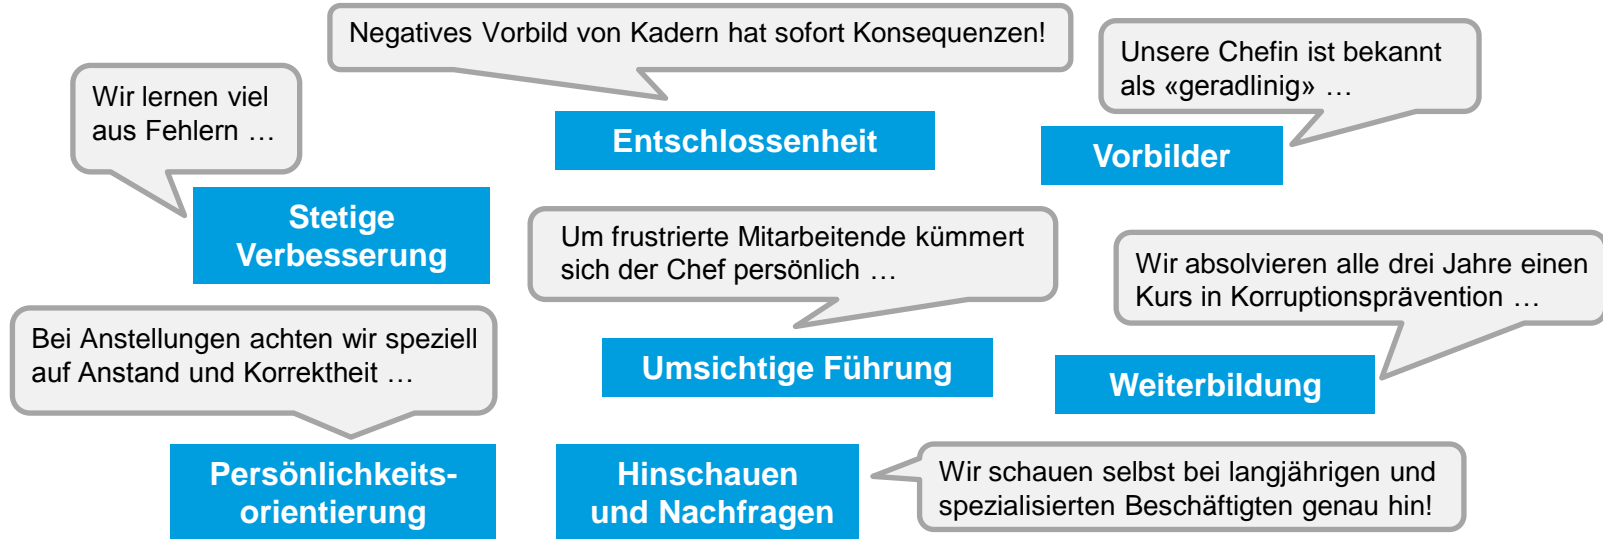 Negatives Vorbild von Kadern hat sofort Konsequenzen!
Entschlossenheit
Unsere Chefin ist bekannt
als «geradlinig» …
Vorbilder
Wir lernen viel
aus Fehlern …
Stetige
Verbesserung
Um frustrierte Mitarbeitende kümmert
sich der Chef persönlich …
Umsichtige Führung
Wir absolvieren alle drei Jahre einen
Kurs in Korruptionsprävention …
Weiterbildung
Bei Anstellungen achten wir speziell
auf Anstand und Korrektheit …
Persönlichkeits-
orientierung
Hinschauen
und Nachfragen
Wir schauen selbst bei langjährigen und
spezialisierten Beschäftigten genau hin!